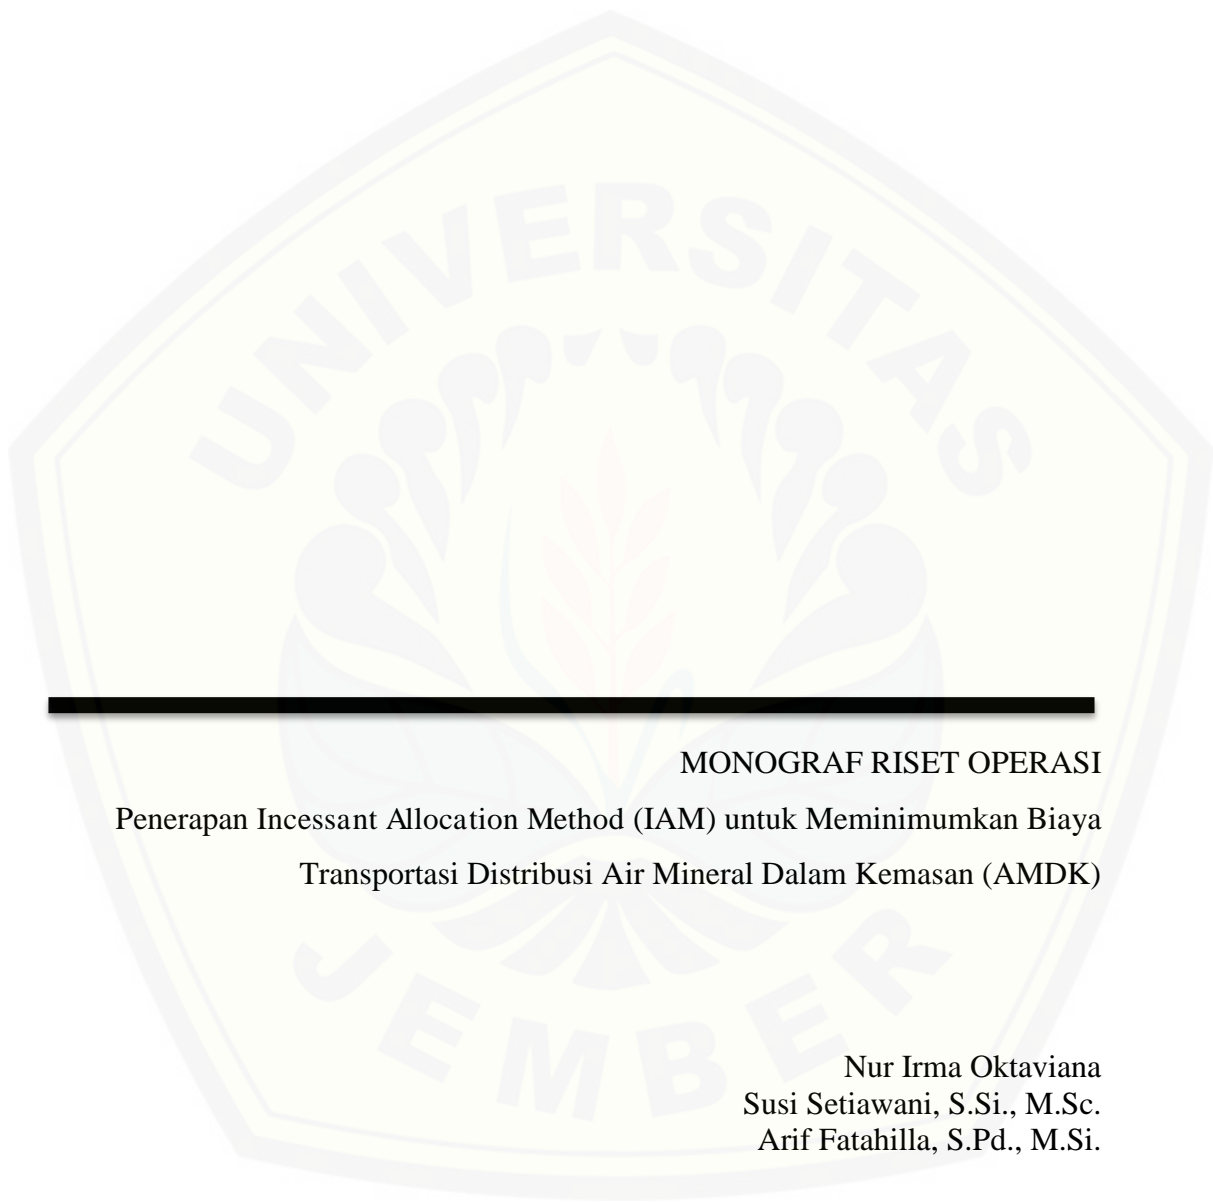 UNIVERSITAS
MONOGRAF RISET OPERASI
Penerapan Incessant Allocation Method (IAM) untuk Meminimumkan Biaya
Transportasi Distribusi Air Mineral Dalam Kemasan (AMDK)
JEMBER
Nur Irma Oktaviana
Susi Setiawani, S.Si., M.Sc.
Arif Fatahilla, S.Pd., M.Si.